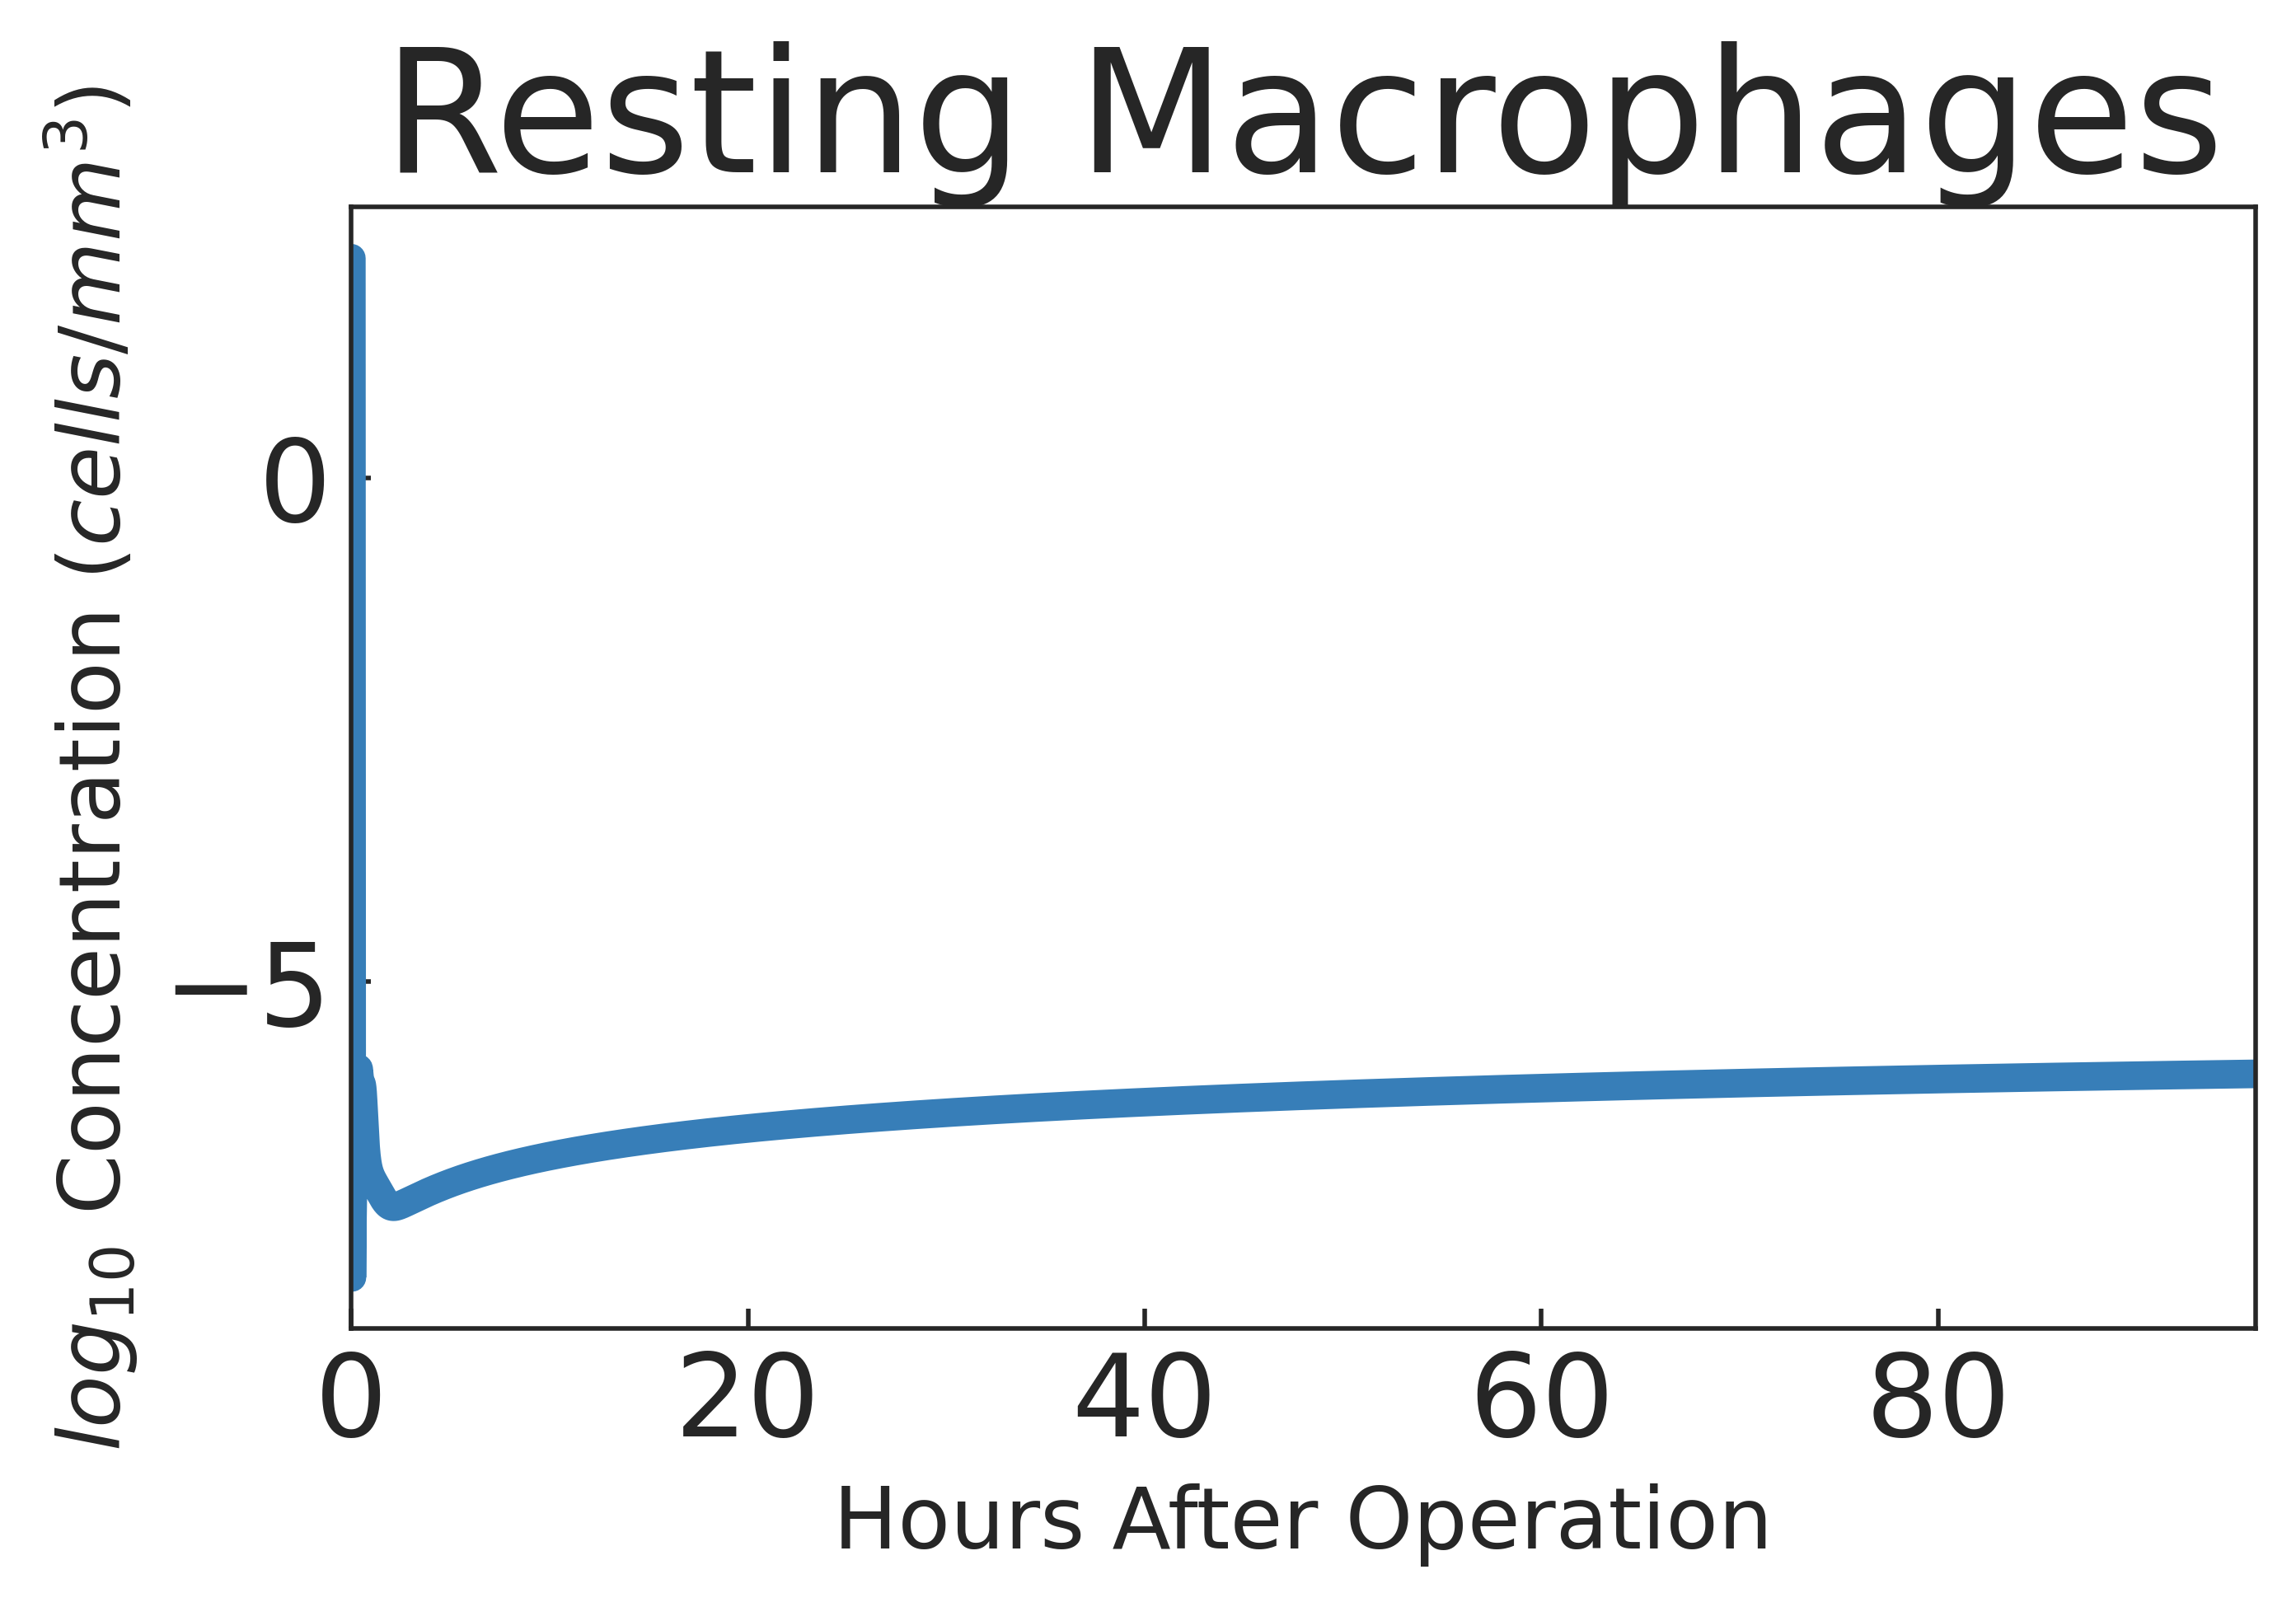 Resting Macrophages
log₁₀ Concentration (cells/mm³)
0
−5
0 20 40 60 80
Hours After Operation